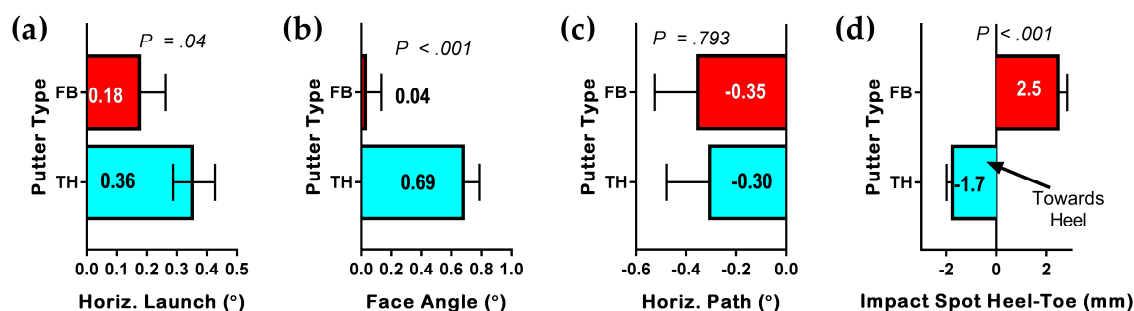 (a)
P = .04
Putter Type
FB
0.18
TH
0.36
0.0 0.1 0.2 0.3 0.4 0.5
Horiz. Launch (°)
(b)
P < .001
Putter Type
FB
0.04
TH
0.69
0.0 0.2 0.4 0.6 0.8 1.0
Face Angle (°)
(c)
P = .793
Putter Type
FB
-0.35
TH
-0.30
-0.6 -0.4 -0.2 0.0
Horiz. Path (°)
(d)
P < .001
Putter Type
FB
2.5
TH
-1.7
Towards
Heel
-2 0 2
Impact Spot Heel-Toe (mm)